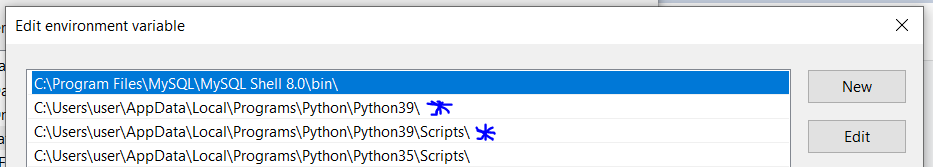 Edit environment variable
C:\Program Files\MySQL\MySQL Shell 8.0\bin\
New
C:\Users\user\AppData\Local\Programs\Python\Python39\
C:\Users\user\AppData\Local\Programs\Python\Python39\Scripts\
Edit
C:\Users\user\AppData\Local\Programs\Python\Python35\Scripts\